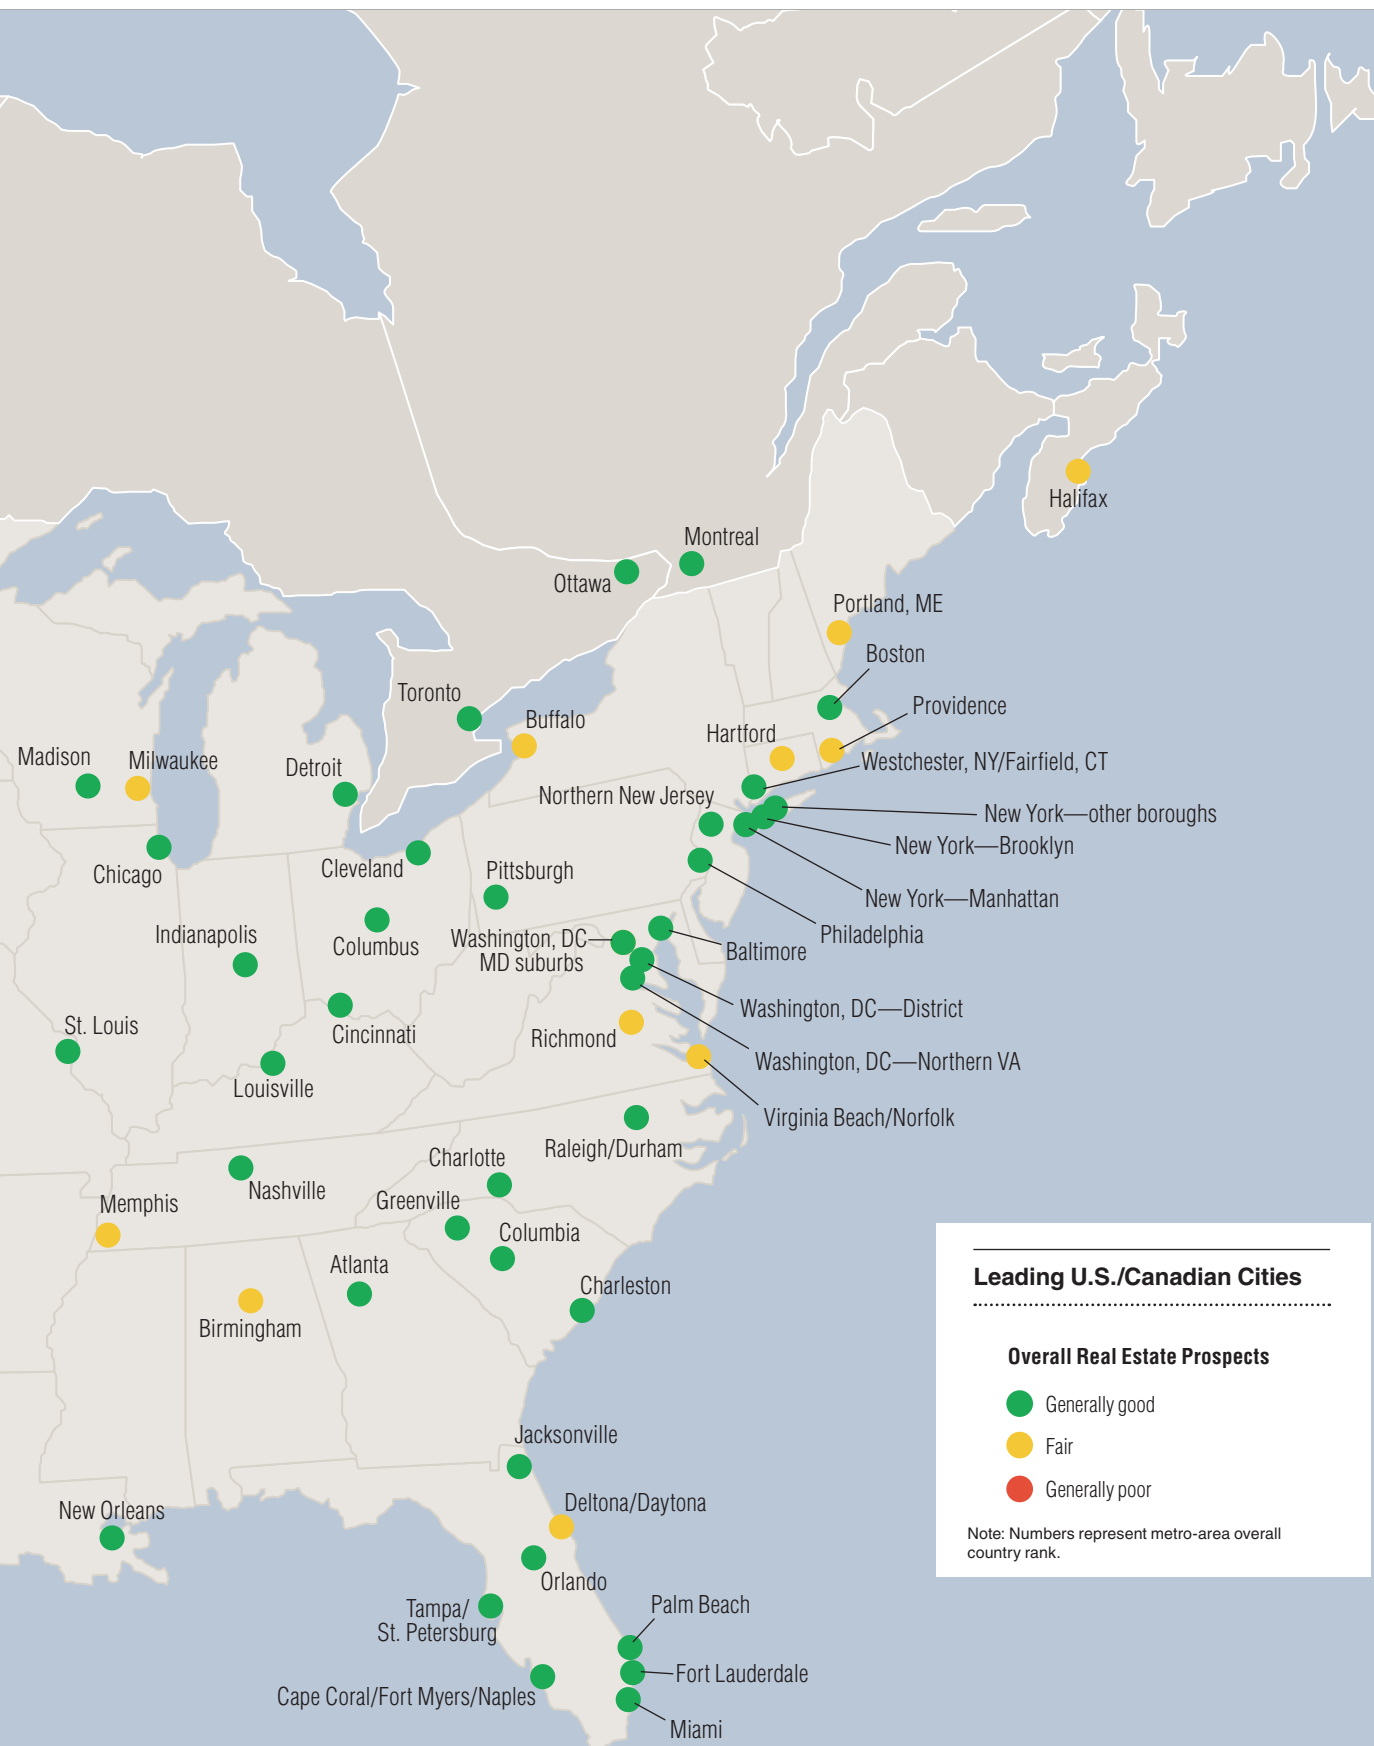 Halifax
Montreal
Ottawa
Portland, ME
Boston
Toronto
Providence
Buffalo
Hartford
Madison
Milwaukee
Westchester, NY/Fairfield, CT
Detroit
Northern New Jersey
New York—other boroughs
New York—Brooklyn
Cleveland
Pittsburgh
Chicago
New York—Manhattan
Indianapolis
Columbus
Washington, DC—
MD suburbs
Philadelphia
Baltimore
Washington, DC—District
St. Louis
Cincinnati
Richmond
Washington, DC—Northern VA
Louisville
Virginia Beach/Norfolk
Raleigh/Durham
Charlotte
Nashville
Memphis
Greenville
Columbia
Atlanta
Charleston
Birmingham
Leading U.S./Canadian Cities
Overall Real Estate Prospects
Generally good
Fair
Generally poor
Note: Numbers represent metro-area overall
country rank.
Jacksonville
New Orleans
Deltona/Daytona
Orlando
Tampa/
St. Petersburg
Palm Beach
Fort Lauderdale
Cape Coral/Fort Myers/Naples
Miami